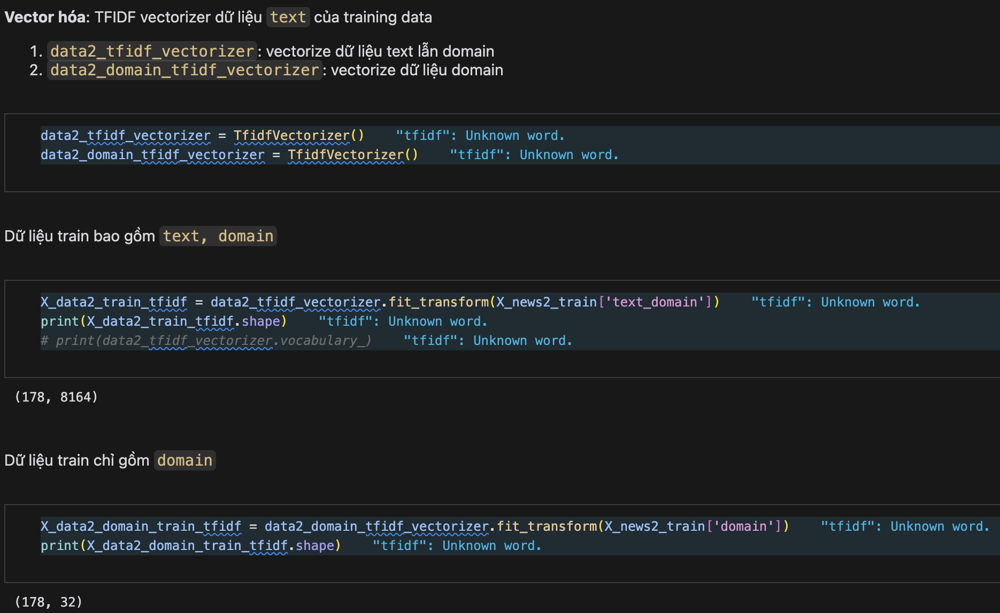 Vector hóa: TFIDF vectorizer dữ liệu text của training data
1. data2_tfidf_vectorizer: vectorize dữ liệu text lẫn domain
2. data2_domain_tfidf_vectorizer: vectorize dữ liệu domain
data2_tfidf_vectorizer = TfidfVectorizer()    "tfidf": Unknown word.
data2_domain_tfidf_vectorizer = TfidfVectorizer()    "tfidf": Unknown word.
Dữ liệu train bao gồm text, domain
X_data2_train_tfidf = data2_tfidf_vectorizer.fit_transform(X_news2_train['text_domain'])    "tfidf": Unknown word.
print(X_data2_train_tfidf.shape)    "tfidf": Unknown word.
# print(data2_tfidf_vectorizer.vocabulary_)    "tfidf": Unknown word.
(178, 8164)
Dữ liệu train chỉ gồm domain
X_data2_domain_train_tfidf = data2_domain_tfidf_vectorizer.fit_transform(X_news2_train['domain'])    "tfidf": Unknown word.
print(X_data2_domain_train_tfidf.shape)    "tfidf": Unknown word.
(178, 32)